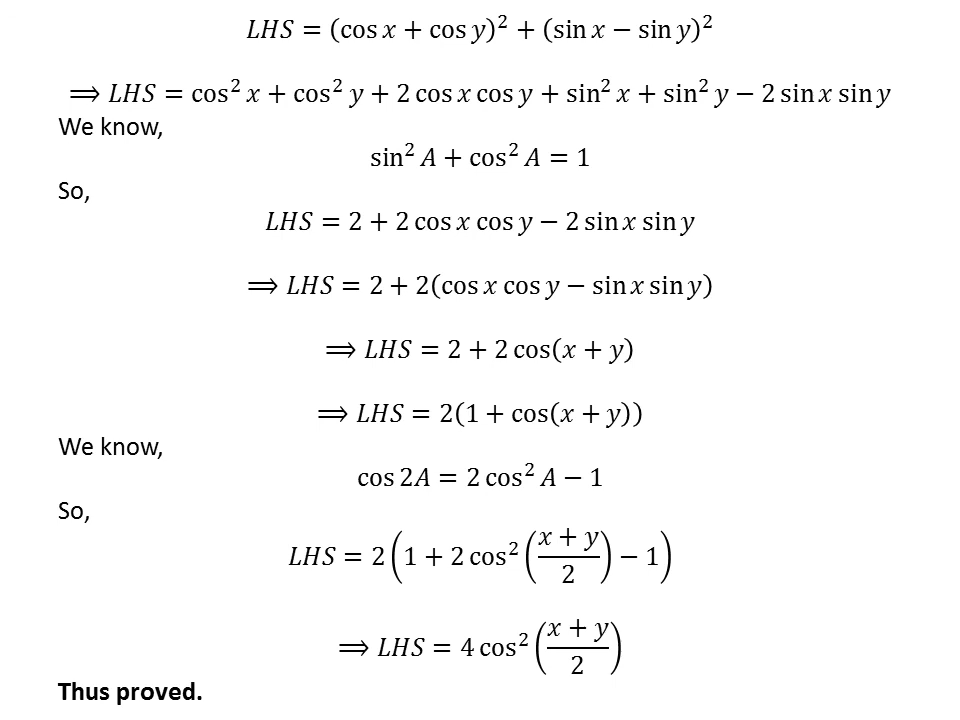 LHS = (cos x + cos y)² + (sin x − sin y)²
⟹ LHS = cos² x + cos² y + 2 cos x cos y + sin² x + sin² y − 2 sin x sin y
We know,
sin² A + cos² A = 1
So,
LHS = 2 + 2 cos x cos y − 2 sin x sin y
⟹ LHS = 2 + 2(cos x cos y − sin x sin y)
⟹ LHS = 2 + 2 cos(x + y)
⟹ LHS = 2(1 + cos(x + y))
We know,
cos 2A = 2 cos² A − 1
So,
LHS = 2(1 + 2 cos² ((x + y)/2) − 1)
⟹ LHS = 4 cos² ((x + y)/2)
Thus proved.